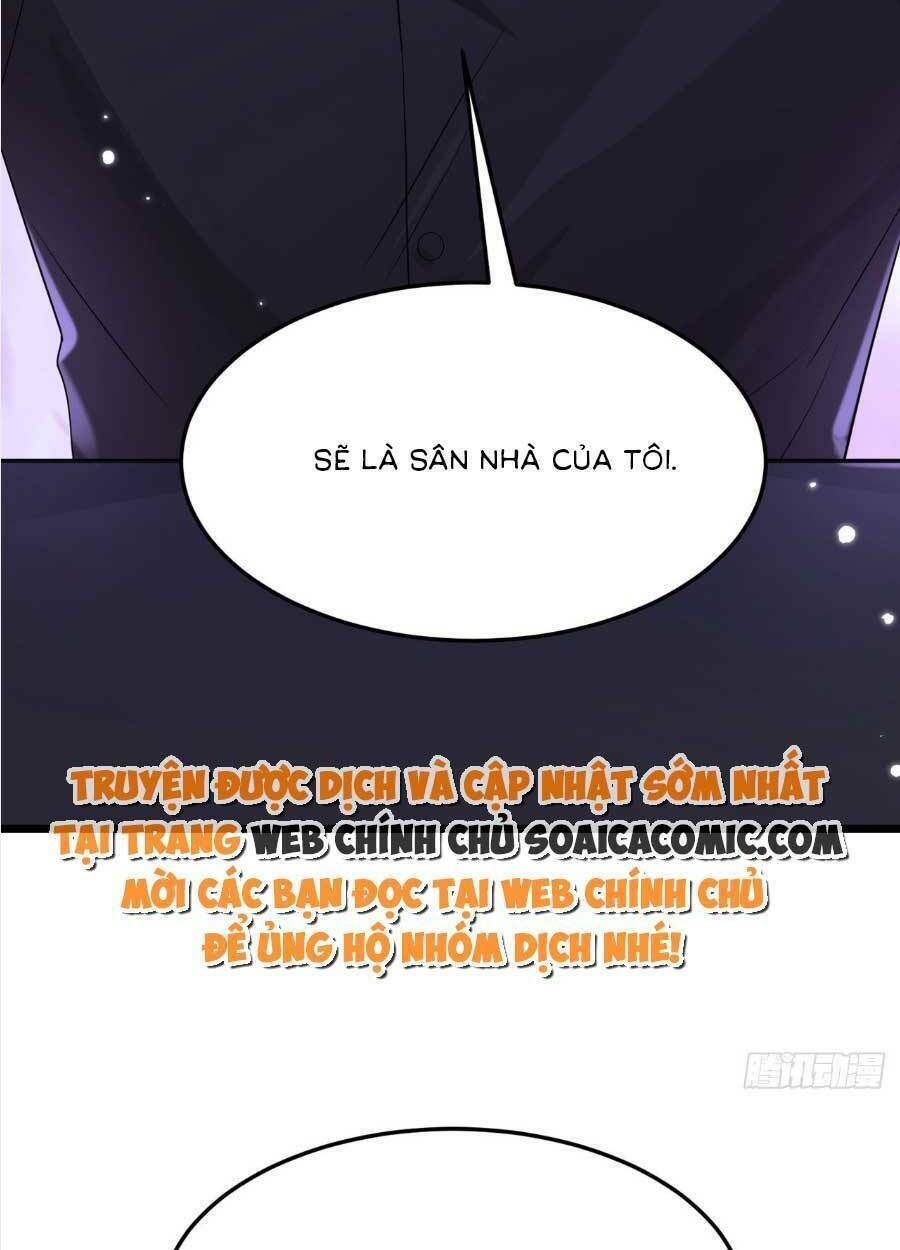 SẼ LÀ SÂN NHÀ CỦA TÔI.
TRUYỆN ĐƯỢC DỊCH VÀ CẬP NHẬT SỚM NHẤT
TẠI TRANG WEB CHÍNH CHỦ SOAICACOMIC.COM
MỜI CÁC BẠN ĐỌC TẠI WEB CHÍNH CHỦ
ĐỂ ỦNG HỘ NHÓM DỊCH NHÉ!
腾讯动漫